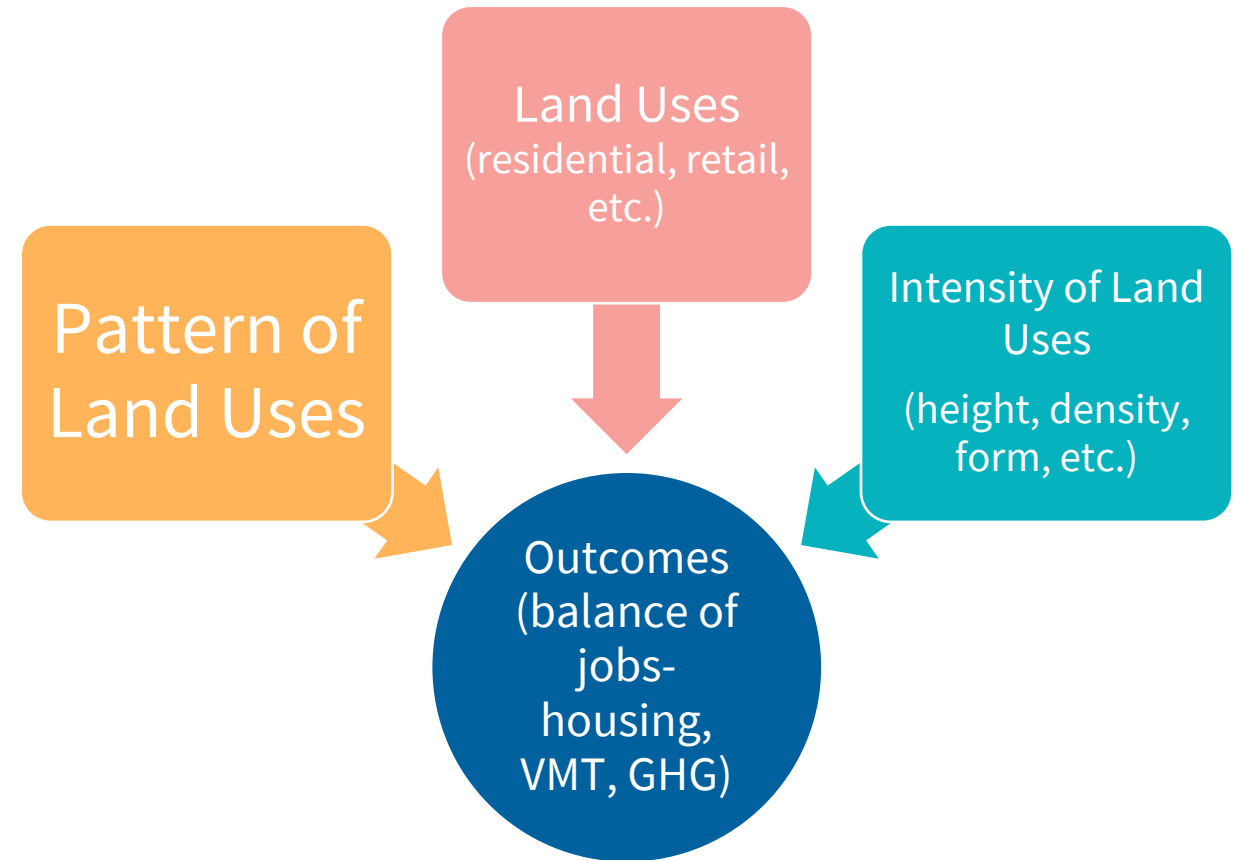 Land Uses
(residential, retail,
etc.)
Pattern of
Land Uses
Intensity of Land
Uses
(height, density,
form, etc.)
Outcomes
(balance of
jobs-
housing,
VMT, GHG)